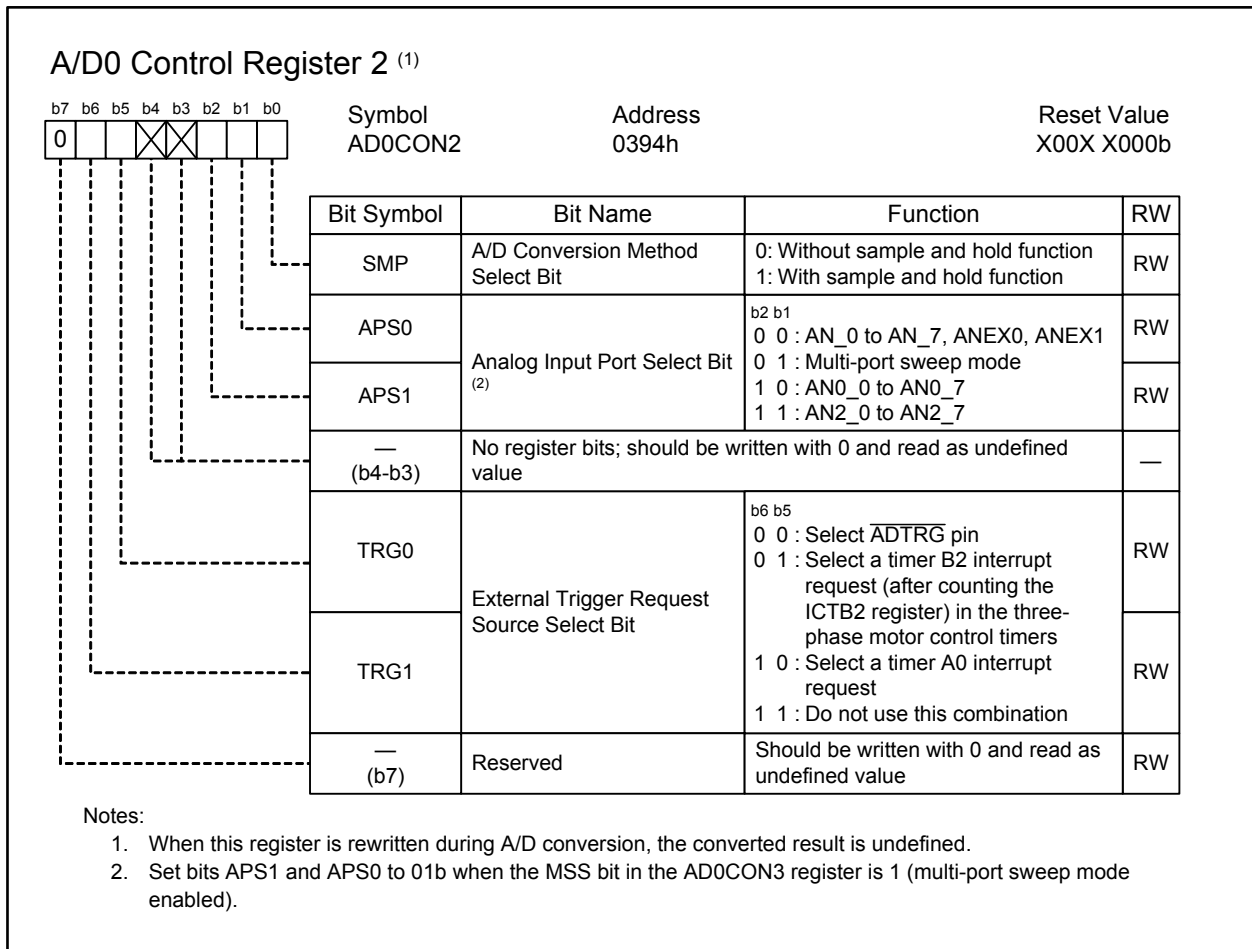 A/D0 Control Register 2 (1)
b7 b6 b5 b4 b3 b2 b1 b0
0
Symbol Address Reset Value
AD0CON2 0394h X00X X000b
Bit Symbol Bit Name Function RW
SMP
A/D Conversion Method
Select Bit
0: Without sample and hold function
1: With sample and hold function
RW
APS0
APS1
Analog Input Port Select Bit
(2)
b2 b1
0 0 : AN_0 to AN_7, ANEX0, ANEX1
0 1 : Multi-port sweep mode
1 0 : AN0_0 to AN0_7
1 1 : AN2_0 to AN2_7
RW
RW
—
(b4-b3)
No register bits; should be written with 0 and read as undefined
value
—
TRG0
TRG1
External Trigger Request
Source Select Bit
b6 b5
0 0 : Select ADTRG pin
0 1 : Select a timer B2 interrupt
request (after counting the
ICTB2 register) in the three-
phase motor control timers
1 0 : Select a timer A0 interrupt
request
1 1 : Do not use this combination
RW
RW
—
(b7)
Reserved
Should be written with 0 and read as
undefined value
RW
Notes:
1. When this register is rewritten during A/D conversion, the converted result is undefined.
2. Set bits APS1 and APS0 to 01b when the MSS bit in the AD0CON3 register is 1 (multi-port sweep mode
enabled).